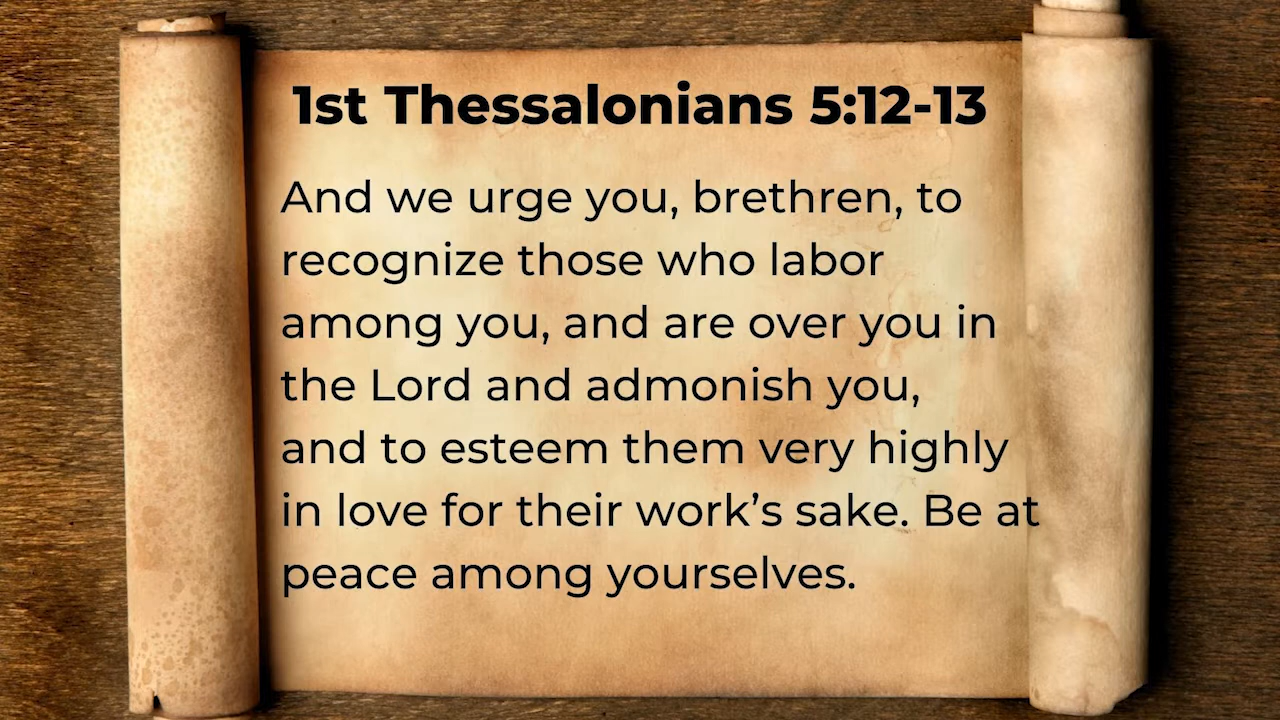 1st Thessalonians 5:12-13
And we urge you, brethren, to
recognize those who labor
among you, and are over you in
the Lord and admonish you,
and to esteem them very highly
in love for their work’s sake. Be at
peace among yourselves.